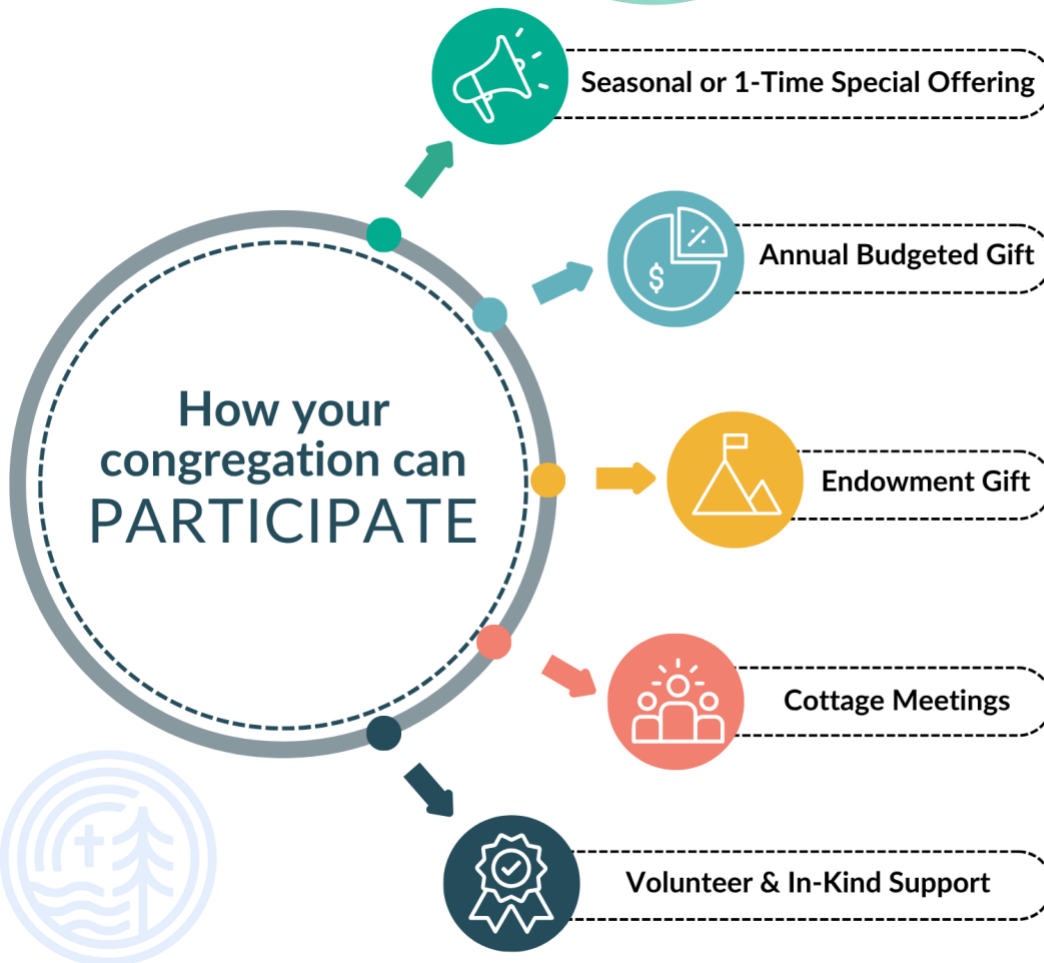 Seasonal or 1-Time Special Offering
Annual Budgeted Gift
$
%
How your
congregation can
PARTICIPATE
Endowment Gift
Cottage Meetings
Volunteer & In-Kind Support